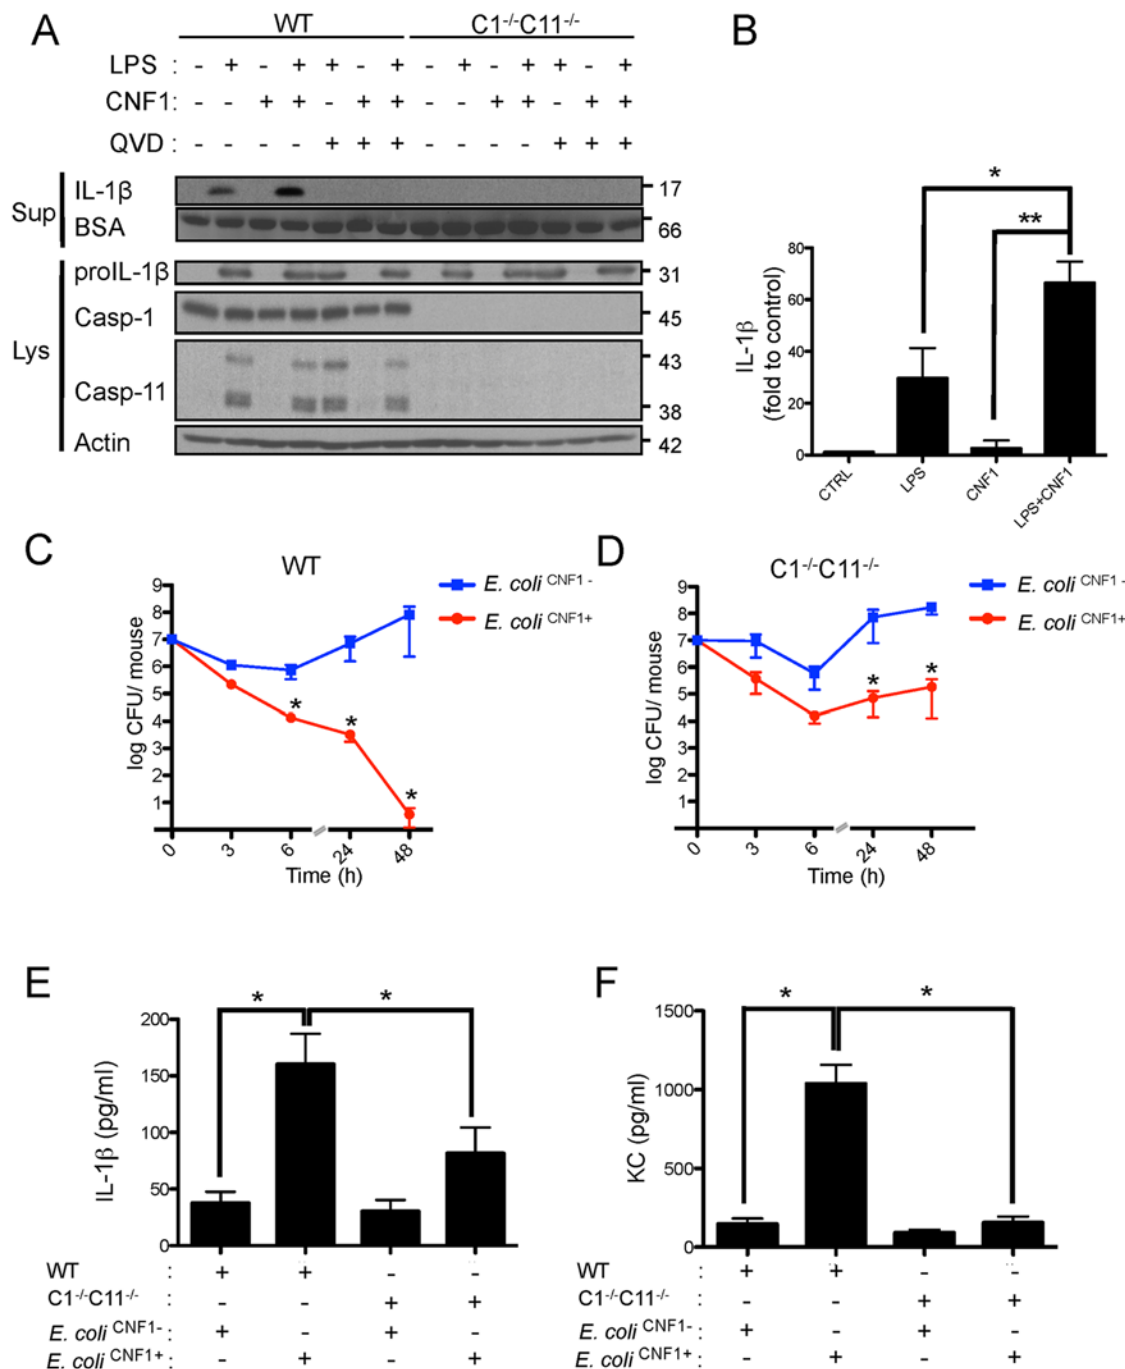 A
WT C1-/-C11-/-
LPS : - + - + + - + - + - + + - +
CNF1: - - + + - + + - - + + - + +
QVD : - - - - + + + - - - - + + +
Sup
IL-1β 17
BSA 66
Lys
proIL-1β 31
Casp-1 45
Casp-11 43
38
Actin 42
B
* 
**
IL-1β
(fold to control)
80
60
40
20
0
CTRL LPS CNF1 LPS+CNF1
C
WT
E. coli CNF1 -
E. coli CNF1+
log CFU/ mouse
9
8
7
6
5
4
3
2
1
* * *
0 3 6 24 48
Time (h)
D
C1-/-C11-/-
E. coli CNF1 -
E. coli CNF1+
log CFU/ mouse
9
8
7
6
5
4
3
2
1
* *
0 3 6 24 48
Time (h)
E
* *
IL-1β (pg/ml)
200
150
100
50
0
WT : + + - -
C1-/-C11-/- : - - + +
E. coli CNF1- : + - + -
E. coli CNF1+ : - + - +
F
* *
KC (pg/ml)
1500
1000
500
0
WT : + + - -
C1-/-C11-/- : - - + +
E. coli CNF1- : + - + -
E. coli CNF1+ : - + - +